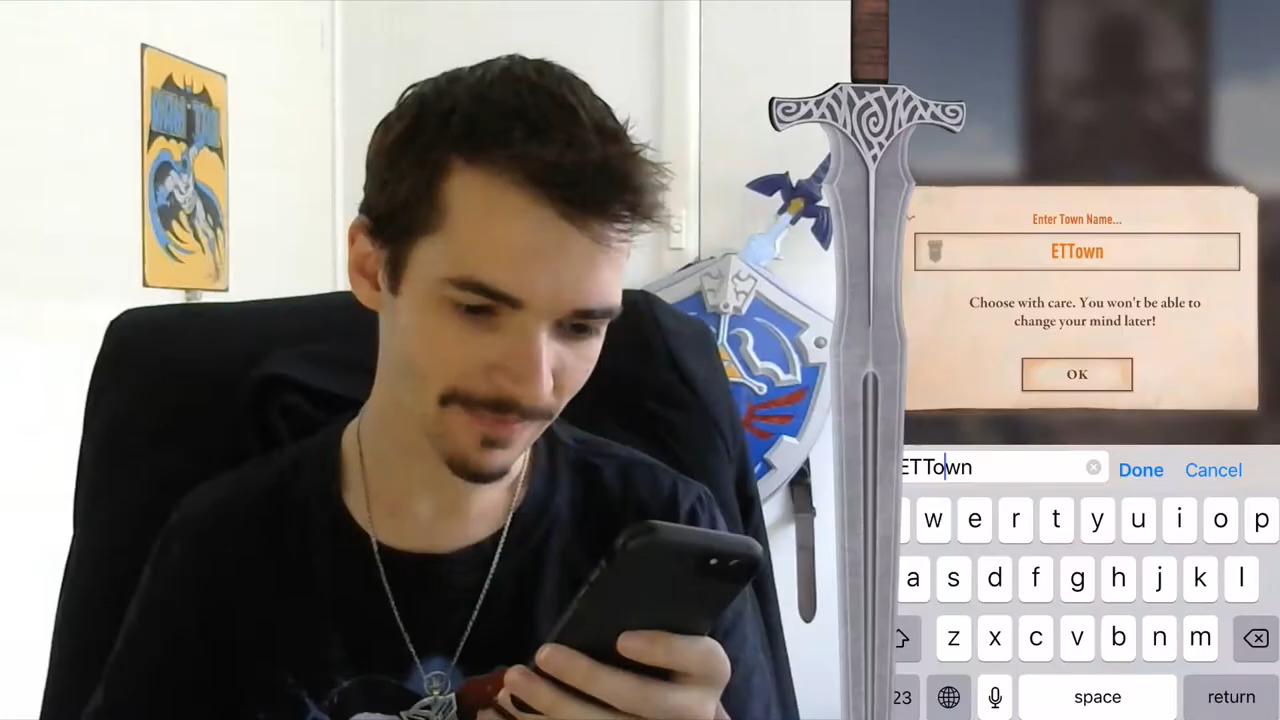 Enter Town Name...
ETTown
Choose with care. You won't be able to
change your mind later!
OK
ETTown
Done Cancel
w e r t y u i o p
a s d f g h j k l
z x c v b n m
23 space return